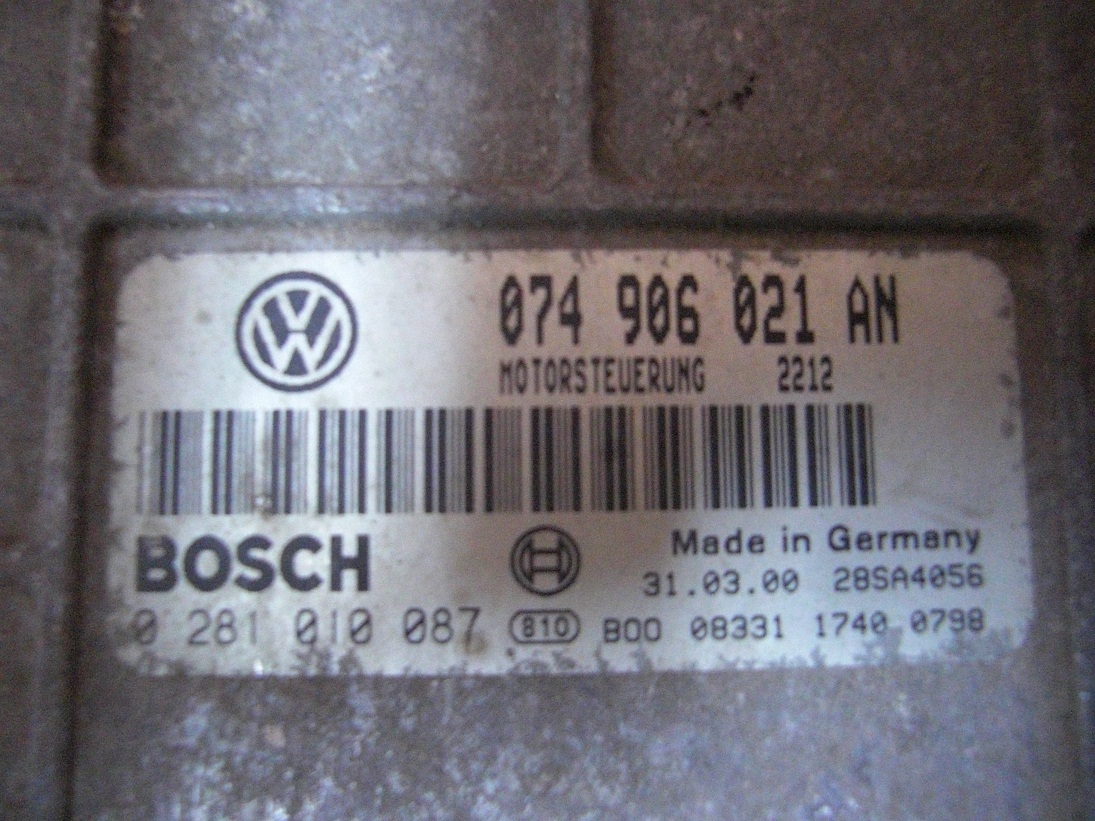 074 906 021 AN
MOTORSTEUERUNG 2212
BOSCH
Made in Germany
31.03.00 28SA4056
0 281 010 087 810 B00 08331 1740 0798